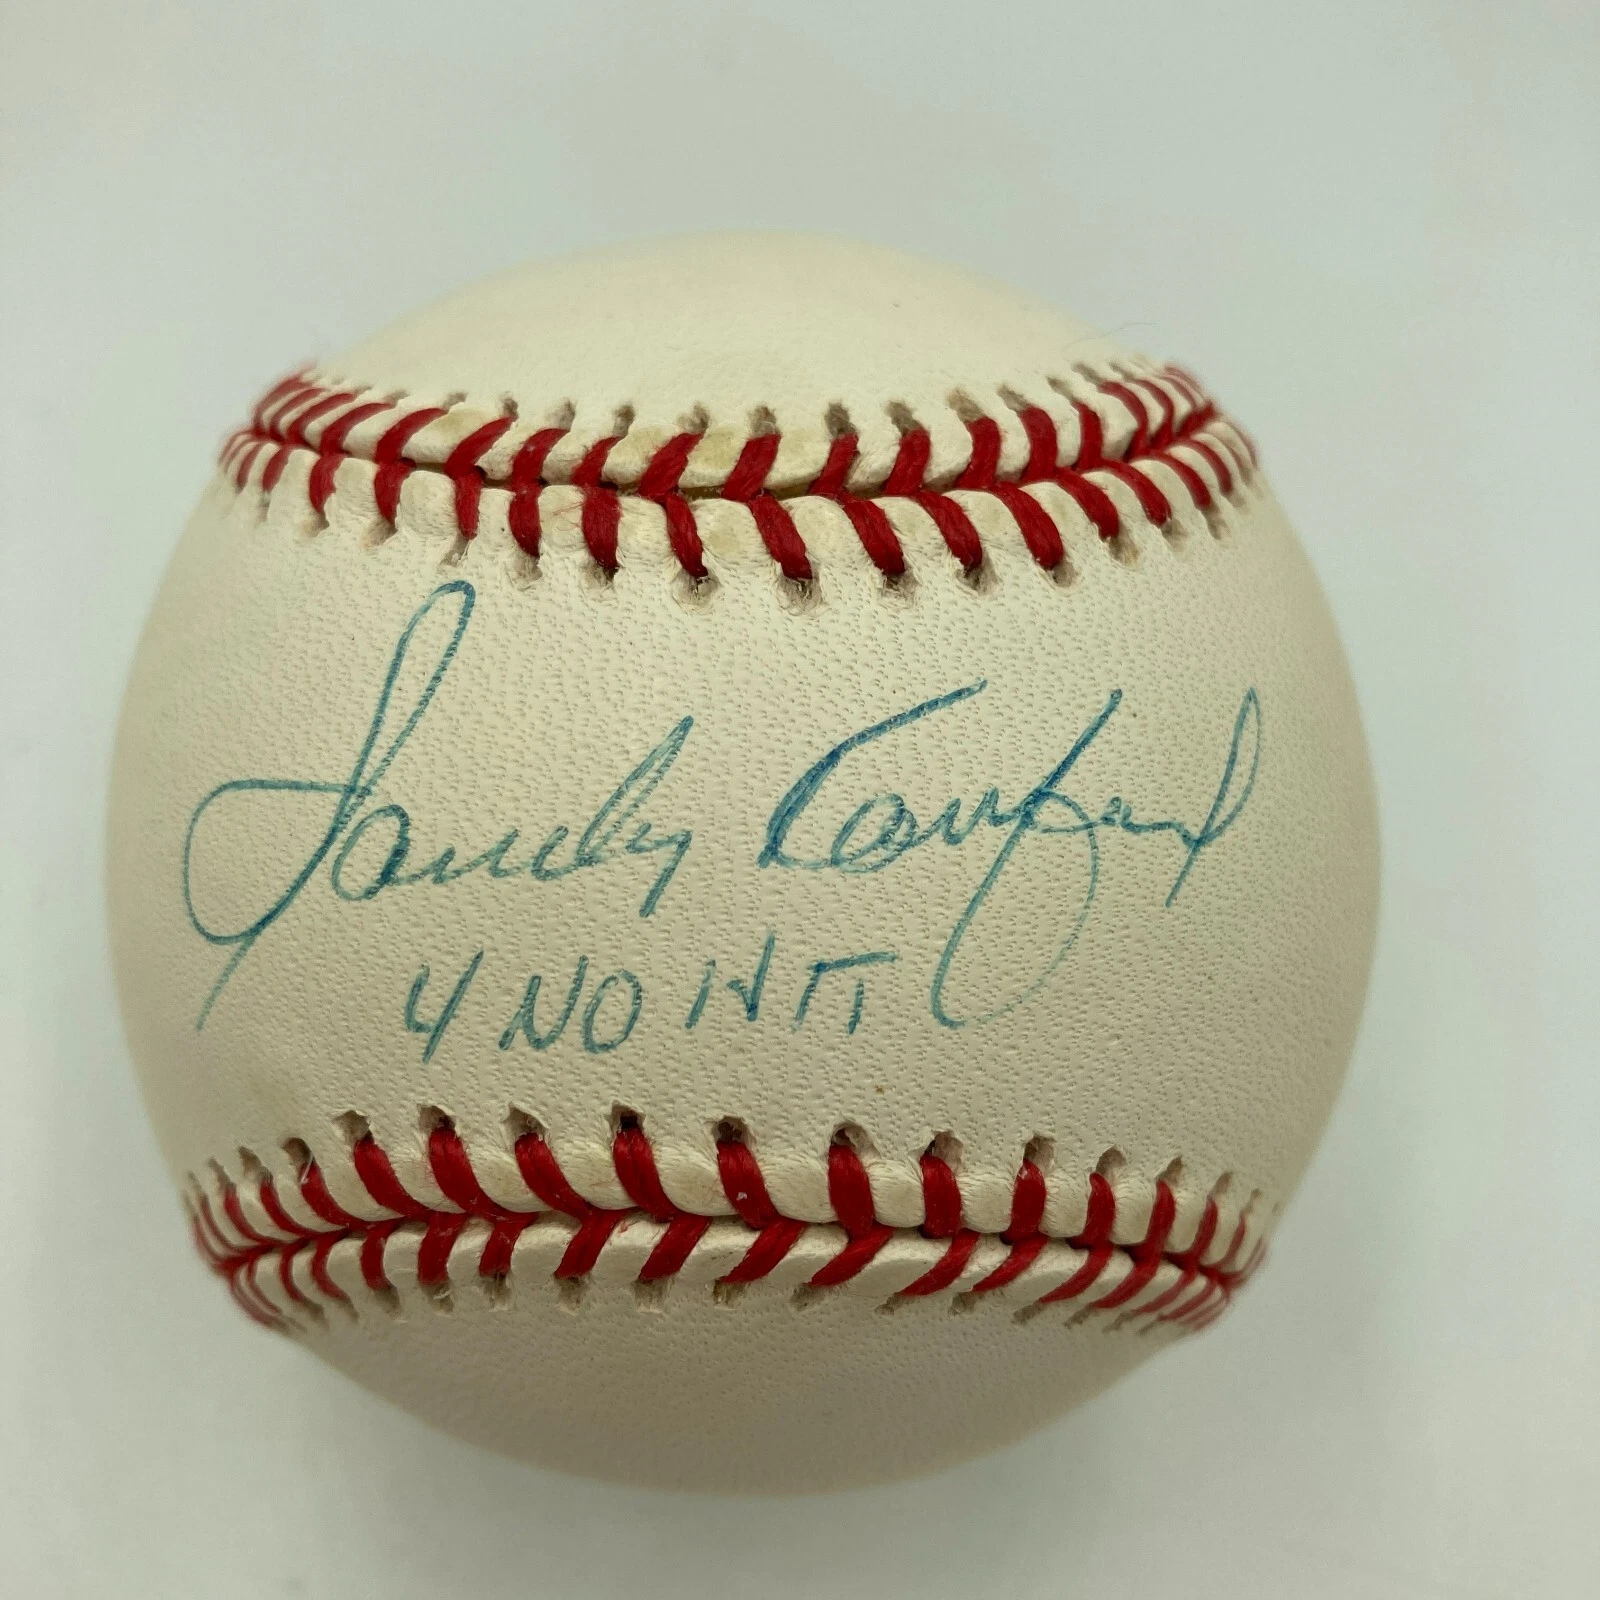 Sandy Koufax
4 NO HIT